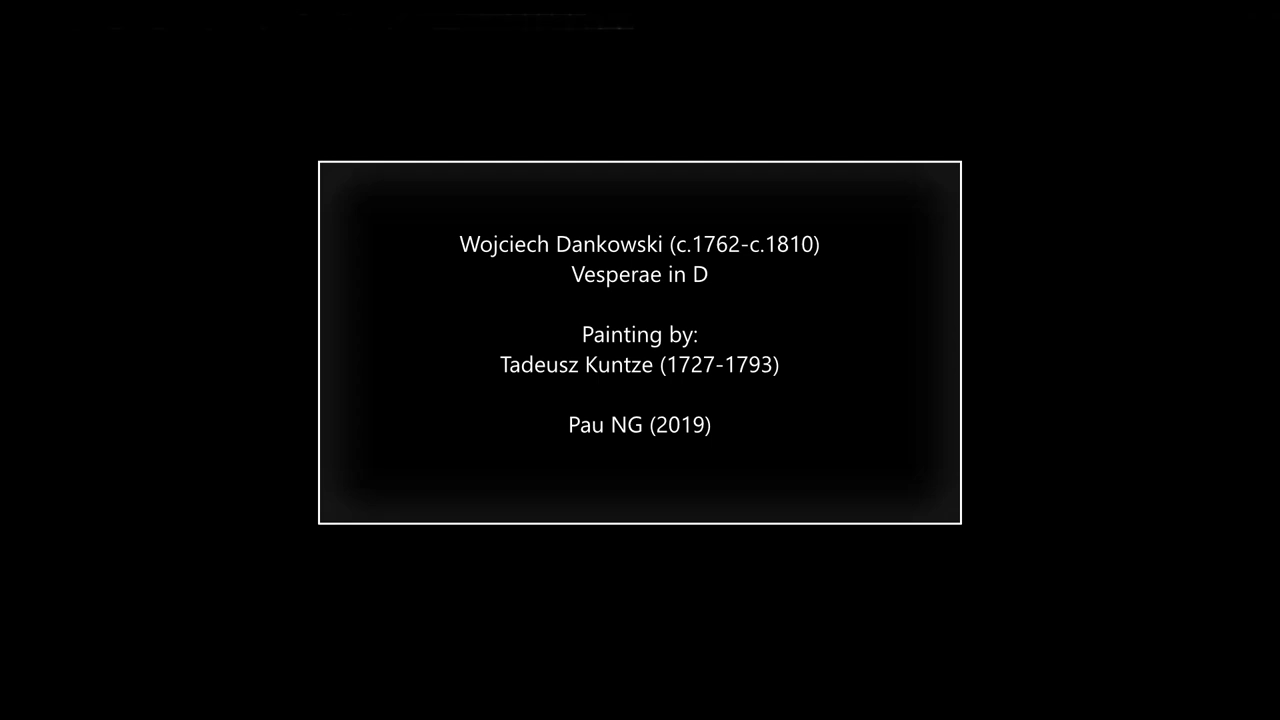 Wojciech Dankowski (c.1762-c.1810)
Vesperae in D
Painting by:
Tadeusz Kuntze (1727-1793)
Pau NG (2019)